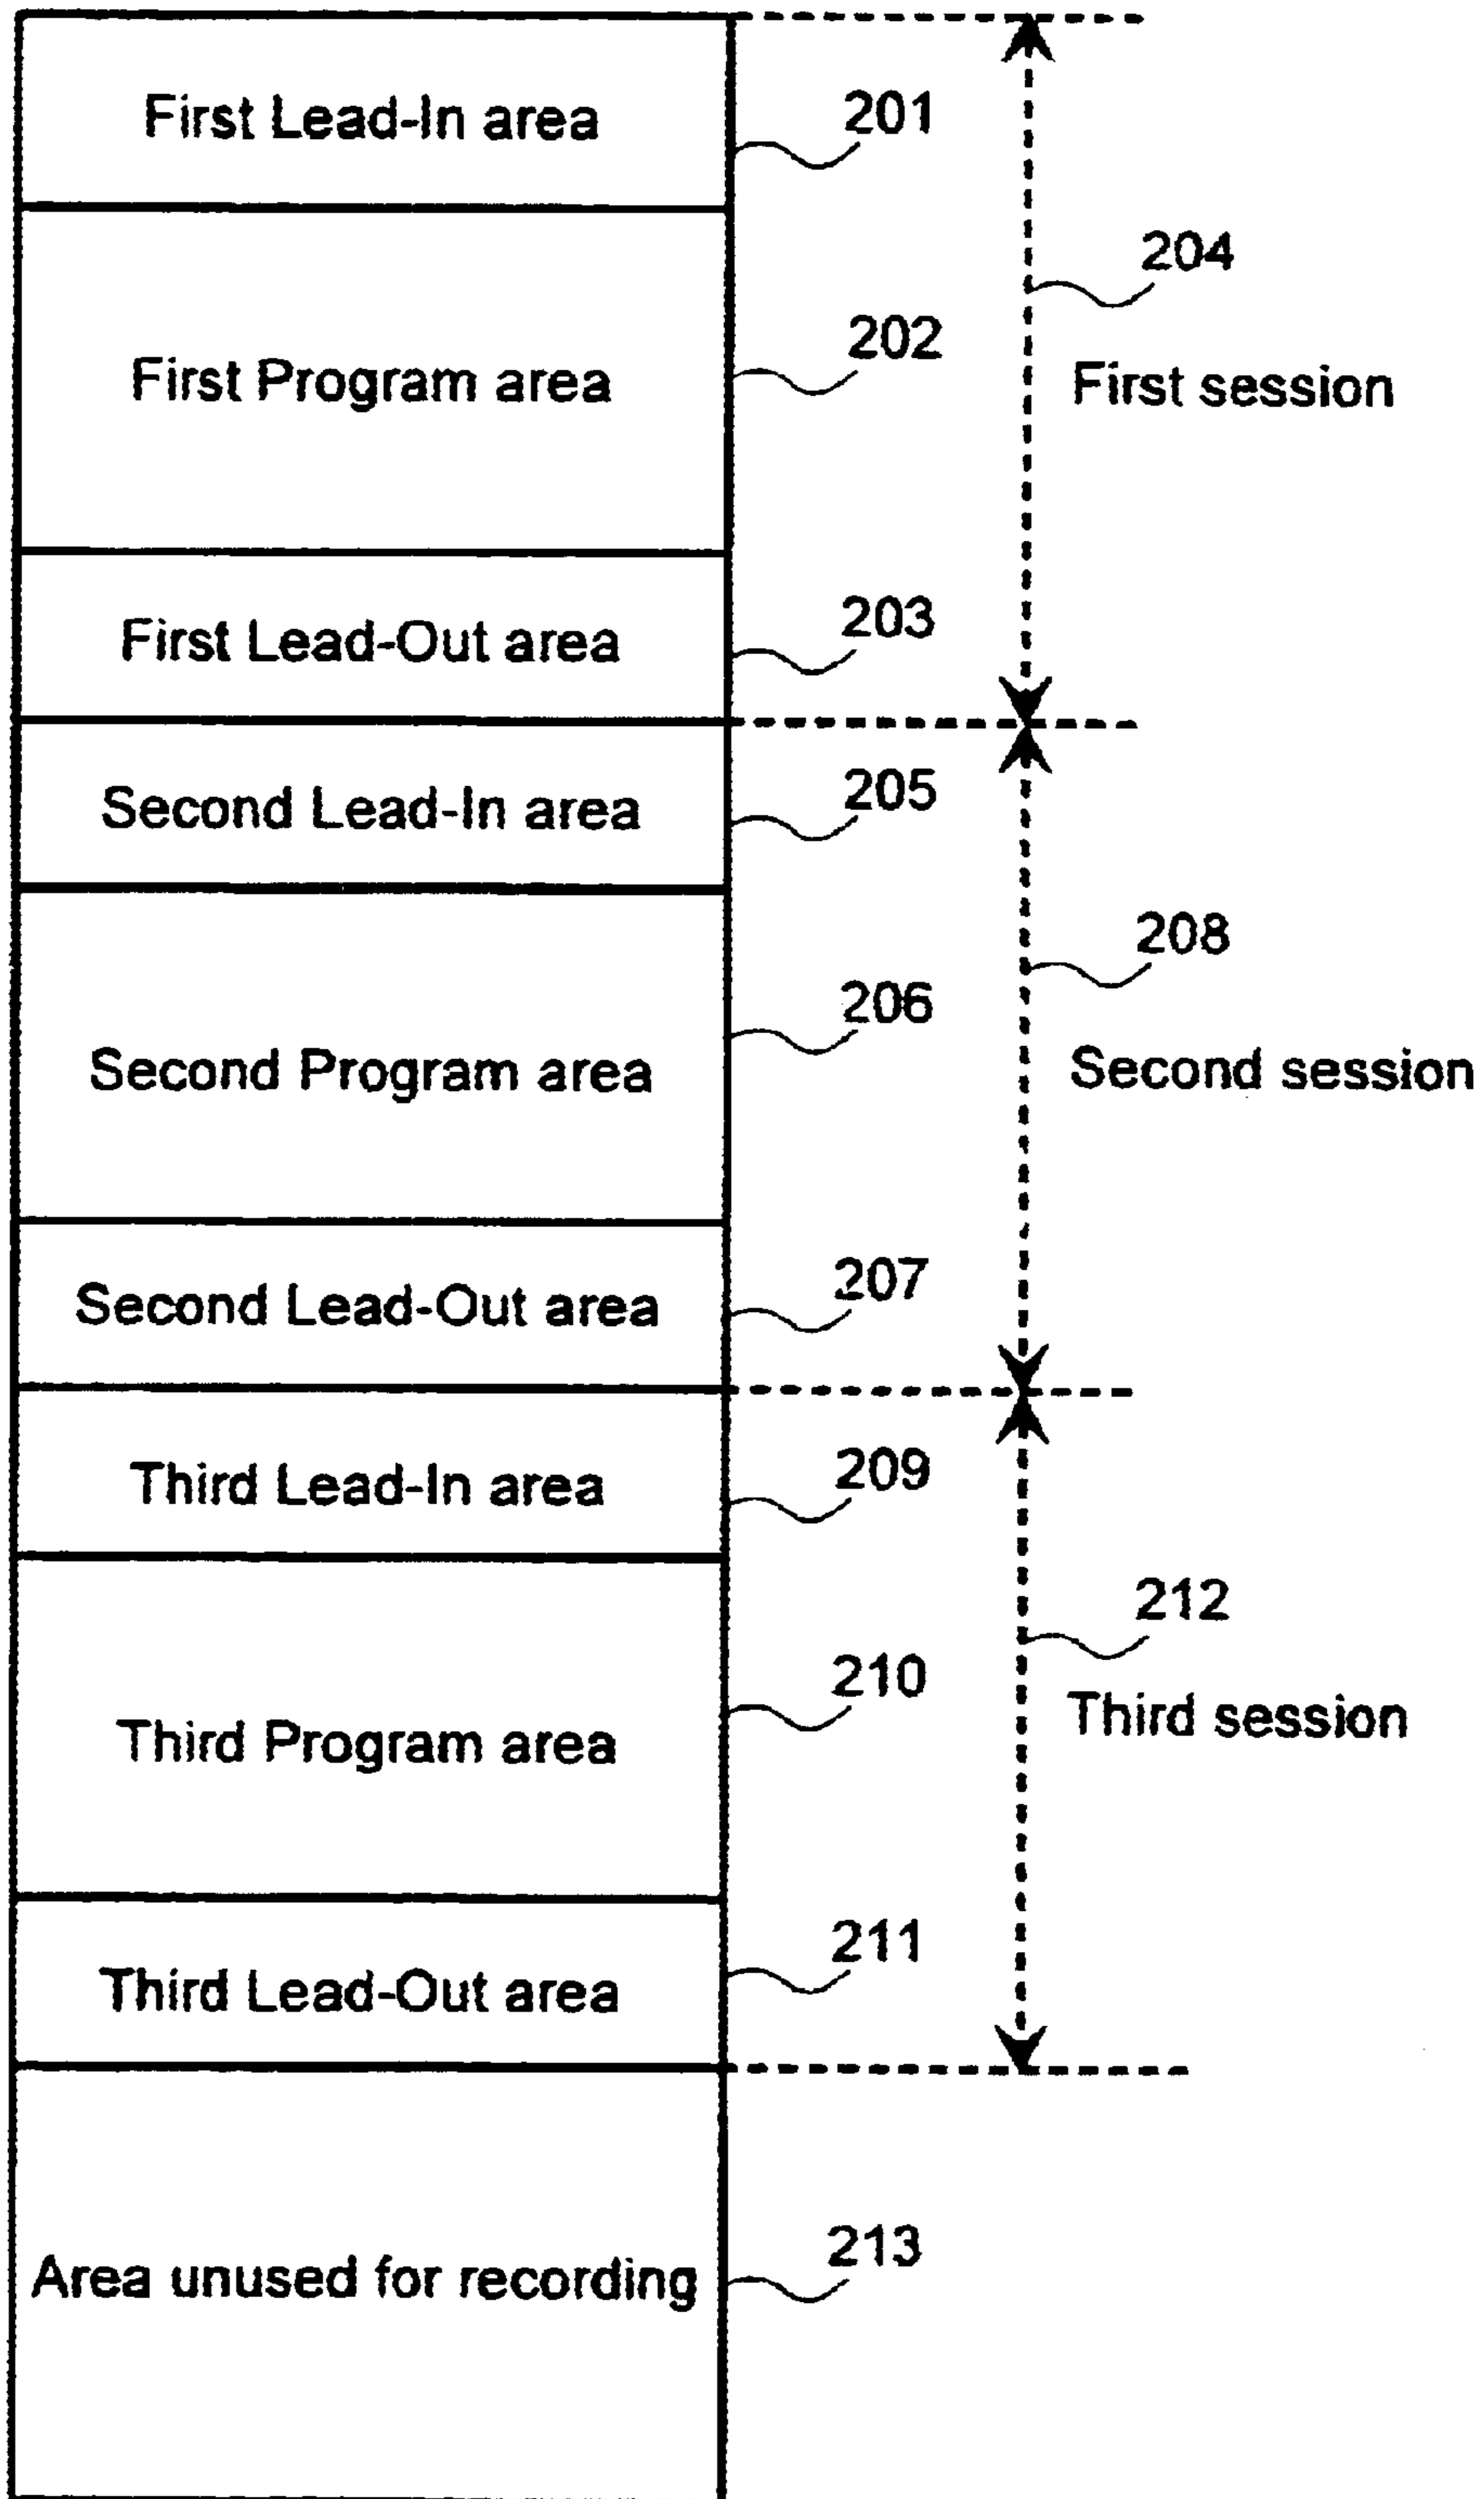 First Lead-In area
201
204
202
First Program area
First session
203
First Lead-Out area
205
Second Lead-In area
208
206
Second Program area
Second session
207
Second Lead-Out area
209
Third Lead-In area
212
210
Third session
Third Program area
211
Third Lead-Out area
213
Area unused for recording